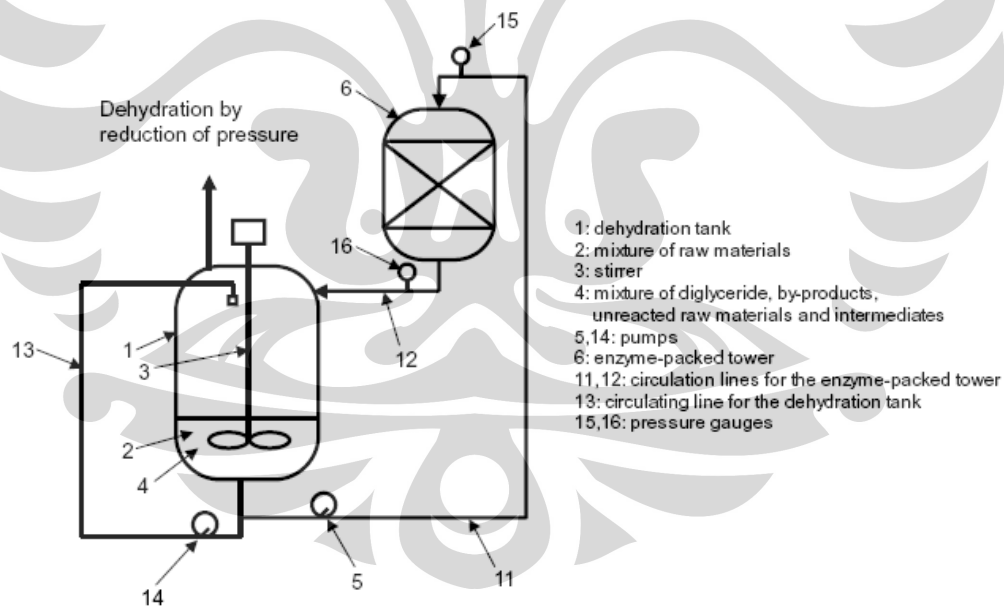 15
6
Dehydration by
reduction of pressure
16
1: dehydration tank
2: mixture of raw materials
3: stirrer
4: mixture of diglyceride, by-products,
unreacted raw materials and intermediates
5,14: pumps
6: enzyme-packed tower
11,12: circulation lines for the enzyme-packed tower
13: circulating line for the dehydration tank
15,16: pressure gauges
13
1
3
12
2
4
14
5
11